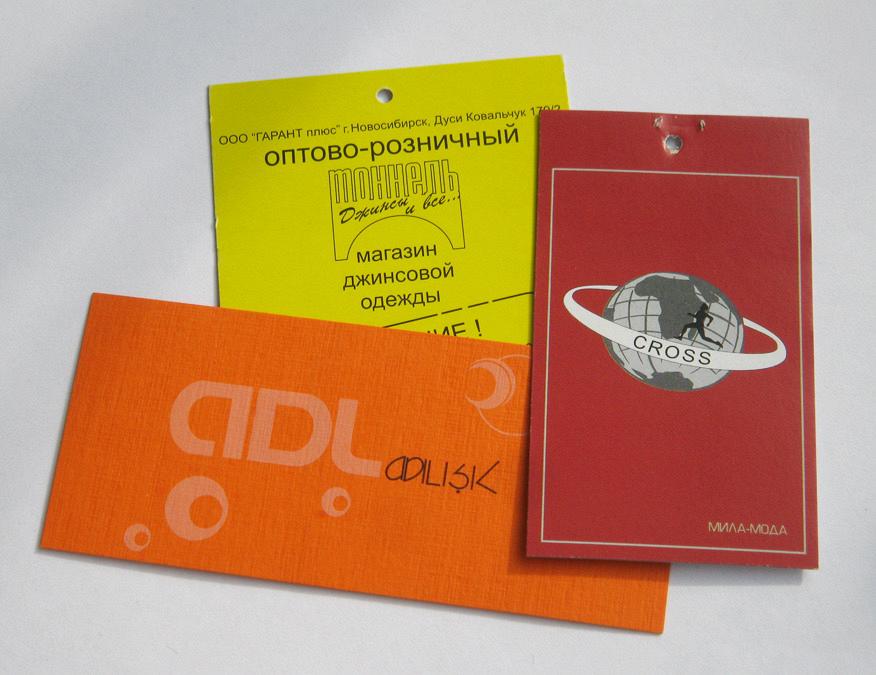 ООО "ГАРАНТ плюс" г.Новосибирск, Дуси Ковальчук 179/2
оптово-розничный
тоннель
Джинсы и все...
магазин
джинсовой
одежды
CROSS
МИЛА-МОДА
ADL
ADILIŞIK